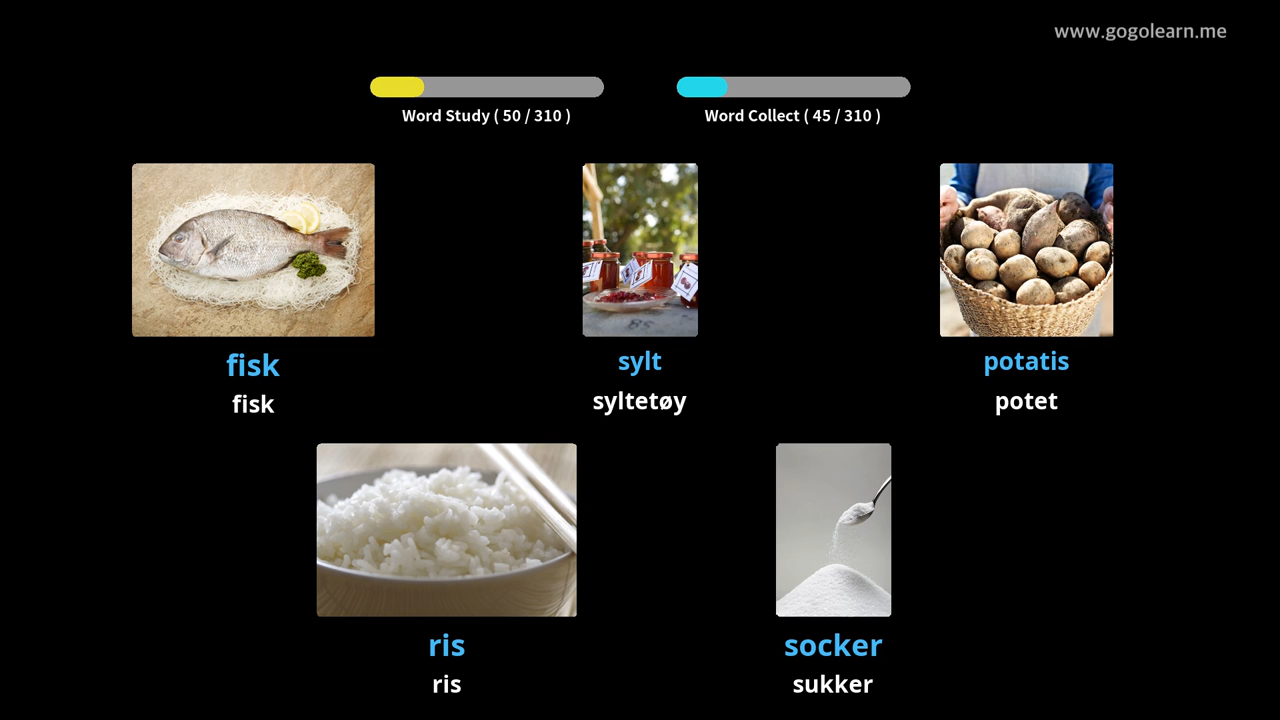 www.gogolearn.me
Word Study ( 50 / 310 )
Word Collect ( 45 / 310 )
fisk
fisk
sylt
syltetøy
potatis
potet
ris
ris
socker
sukker